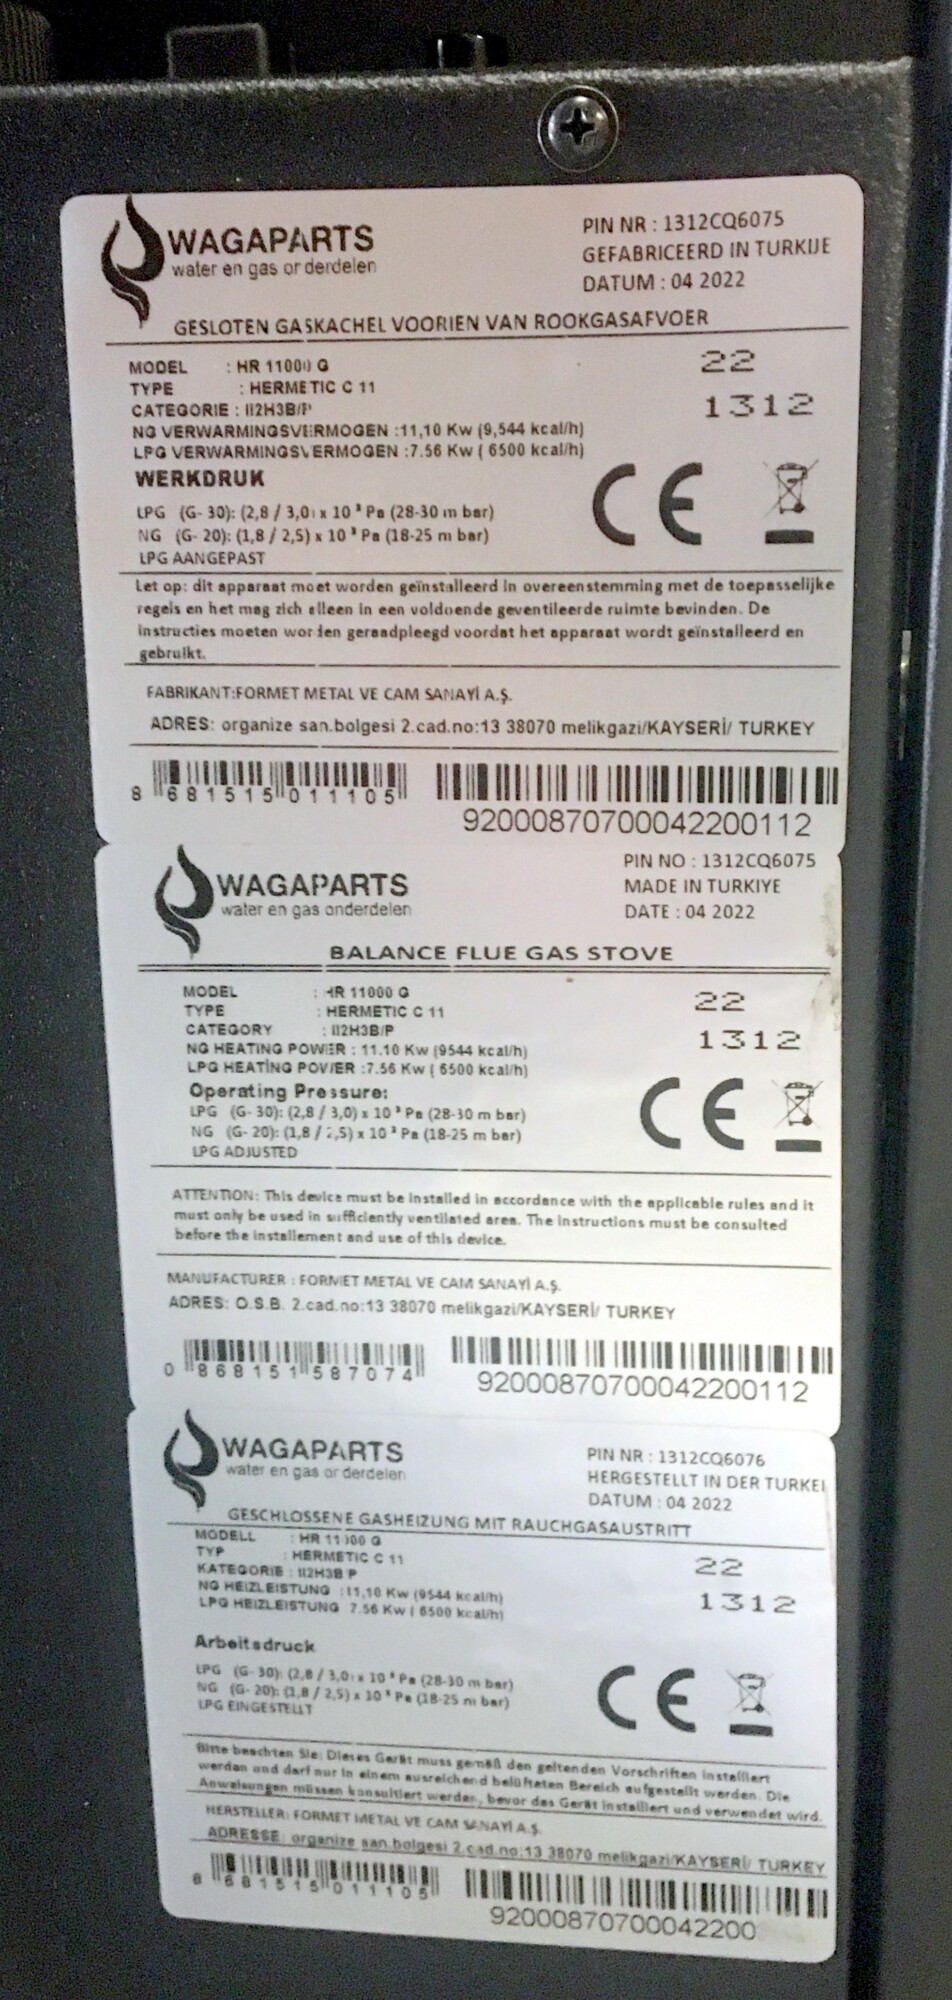 WAGAPARTS
water en gas onderdelen
PIN NR : 1312CQ6075
GEFABRICEERD IN TURKIJE
DATUM : 04 2022
GESLOTEN GASKACHEL VOORIEN VAN ROOKGASAFVOER
MODEL : HR 11000 G
TYPE : HERMETIC C 11
CATEGORIE : II2H3B/P
NG VERWARMINGSVERMOGEN :11,10 Kw (9,544 kcal/h)
LPG VERWARMINGSVERMOGEN :7.56 Kw ( 6500 kcal/h)
22
1312
WERKDRUK
LPG (G- 30): (2,8 / 3,0) x 10 ³ Pa (28-30 m bar)
NG (G- 20): (1,8 / 2,5) x 10 ³ Pa (18-25 m bar)
LPG AANGEPAST
CE
Let op: dit apparaat moet worden geïnstalleerd in overeenstemming met de toepasselijke
regels en het mag zich alleen in een voldoende geventileerde ruimte bevinden. De
instructies moeten worden geraadpleegd voordat het apparaat wordt geïnstalleerd en
gebruikt.
FABRIKANT:FORMET METAL VE CAM SANAYİ A.Ş.
ADRES: organize san.bolgesi 2.cad.no:13 38070 melikgazi/KAYSERİ/ TURKEY
8 681515 011105
92000870700042200112
WAGAPARTS
water en gas onderdelen
PIN NO : 1312CQ6075
MADE IN TURKIYE
DATE : 04 2022
BALANCE FLUE GAS STOVE
MODEL : HR 11000 G
TYPE : HERMETIC C 11
CATEGORY : II2H3B/P
NG HEATING POWER : 11.10 Kw (9544 kcal/h)
LPG HEATİNG POWER :7.56 Kw ( 6500 kcal/h)
22
1312
Operating Pressure:
LPG (G- 30): (2,8 / 3,0) x 10 ³ Pa (28-30 m bar)
NG (G- 20): (1,8 / 2,5) x 10 ³ Pa (18-25 m bar)
LPG ADJUSTED
CE
ATTENTION: This device must be installed in accordance with the applicable rules and it
must only be used in sufficiently ventilated area. The instructions must be consulted
before the installement and use of this device.
MANUFACTURER : FORMET METAL VE CAM SANAYİ A.Ş.
ADRES: O.S.B. 2.cad.no:13 38070 melikgazi/KAYSERİ/ TURKEY
0 868151 587074
92000870700042200112
WAGAPARTS
water en gas onderdelen
PIN NR : 1312CQ6076
HERGESTELLT IN DER TURKEI
DATUM : 04 2022
GESCHLOSSENE GASHEIZUNG MIT RAUCHGASAUSTRITT
MODELL : HR 11000 G
TYP : HERMETIC C 11
KATEGORIE : II2H3B P
NG HEIZLEISTUNG :11,10 Kw (9544 kcal/h)
LPG HEIZLEISTUNG 7.56 Kw ( 6500 kcal/h)
22
1312
Arbeitsdruck
LPG (G- 30): (2,8 / 3,0) x 10 ³ Pa (28-30 m bar)
NG (G- 20): (1,8 / 2,5) x 10 ³ Pa (18-25 m bar)
LPG EINGESTELLT
CE
Bitte beachten Sie: Dieses Gerät muss gemäß den geltenden Vorschriften installiert
werden und darf nur in einem ausreichend belüfteten Bereich aufgestellt werden. Die
Anweisungen müssen konsultiert werden, bevor das Gerät installiert und verwendet wird.
HERSTELLER: FORMET METAL VE CAM SANAYİ A.Ş.
ADRESSE: organize san.bolgesi 2.cad.no:13 38070 melikgazi/KAYSERİ/ TURKEY
8 681515 011105
92000870700042200